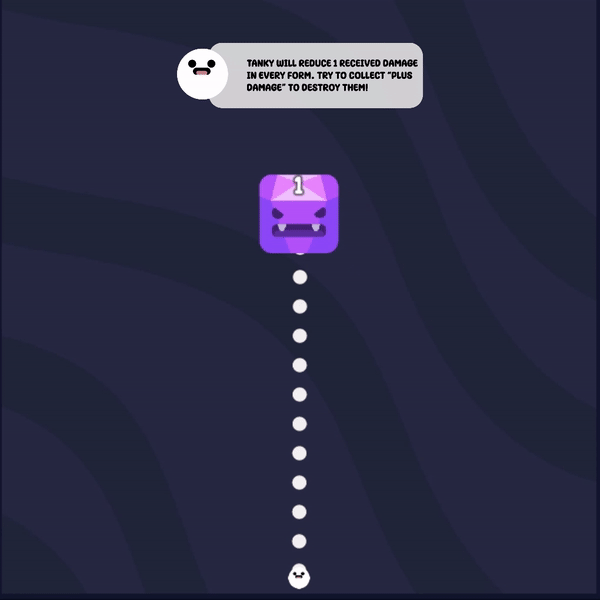 TANKY WILL REDUCE 1 RECEIVED DAMAGE
IN EVERY FORM. TRY TO COLLECT "PLUS
DAMAGE" TO DESTROY THEM!
1